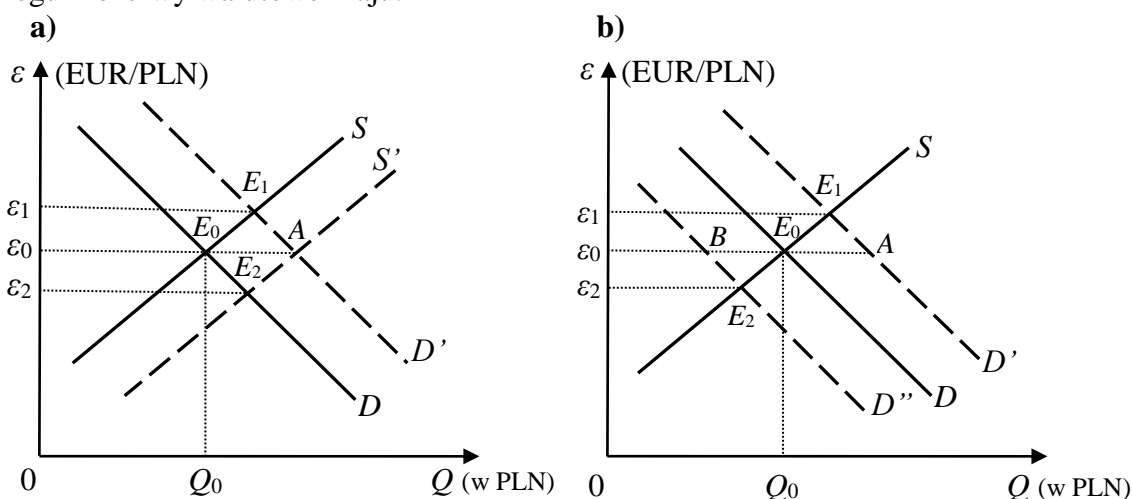 a)
ε (EUR/PLN)
S
S’
E1
ε1
E0
A
ε0
E2
ε2
D’
D
0
Q0
Q (w PLN)
b)
ε (EUR/PLN)
S
E1
ε1
E0
B
A
ε0
ε2
E2
D’
D’’
D
0
Q0
Q (w PLN)